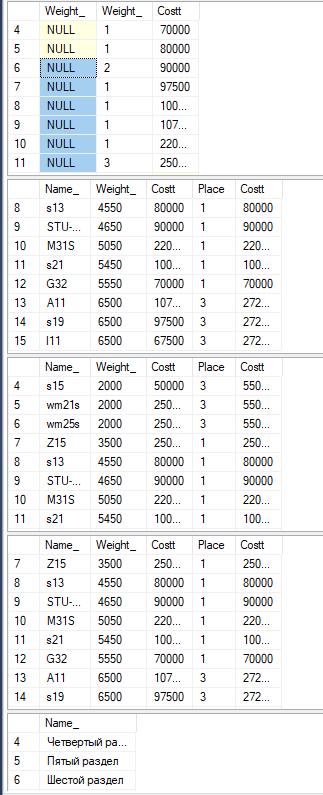 Weight_ Weight_ Costt
4 NULL 1 70000
5 NULL 1 80000
6 NULL 2 90000
7 NULL 1 97500
8 NULL 1 100...
9 NULL 1 107...
10 NULL 1 220...
11 NULL 3 250...
Name_ Weight_ Costt Place Costt
8 s13 4550 80000 1 80000
9 STU-... 4650 90000 1 90000
10 M31S 5050 220... 1 220...
11 s21 5450 100... 1 100...
12 G32 5550 70000 1 70000
13 A11 6500 107... 3 272...
14 s19 6500 97500 3 272...
15 I11 6500 67500 3 272...
Name_ Weight_ Costt Place Costt
4 s15 2000 50000 3 550...
5 wm21s 2000 250... 3 550...
6 wm25s 2000 250... 3 550...
7 Z15 3500 250... 1 250...
8 s13 4550 80000 1 80000
9 STU-... 4650 90000 1 90000
10 M31S 5050 220... 1 220...
11 s21 5450 100... 1 100...
Name_ Weight_ Costt Place Costt
7 Z15 3500 250... 1 250...
8 s13 4550 80000 1 80000
9 STU-... 4650 90000 1 90000
10 M31S 5050 220... 1 220...
11 s21 5450 100... 1 100...
12 G32 5550 70000 1 70000
13 A11 6500 107... 3 272...
14 s19 6500 97500 3 272...
Name_
4 Четвертый ра...
5 Пятый раздел
6 Шестой раздел